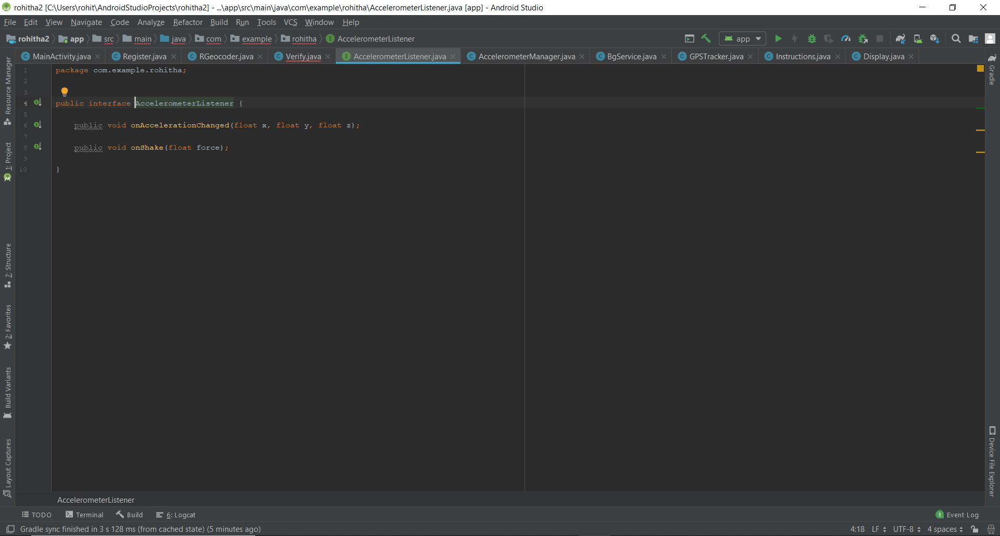 rohitha2 [C:\Users\rohit\AndroidStudioProjects\rohitha2] - ...\app\src\main\java\com\example\rohitha\AccelerometerListener.java [app] - Android Studio
File Edit View Navigate Code Analyze Refactor Build Run Tools VCS Window Help
rohitha2 app src main java com example rohitha AccelerometerListener app
MainActivity.java Register.java RGeocoder.java Verify.java AccelerometerListener.java AccelerometerManager.java BgService.java GPSTracker.java Instructions.java Display.java
1 package com.example.rohitha;
2
3
4 public interface AccelerometerListener {
5
6 public void onAccelerationChanged(float x, float y, float z);
7
8 public void onShake(float force);
9
10 }
Resource Manager
1: Project
7: Structure
2: Favorites
Build Variants
Layout Captures
Gradle
Device File Explorer
AccelerometerListener
TODO Terminal Build 6: Logcat 1 Event Log
Gradle sync finished in 3 s 128 ms (from cached state) (5 minutes ago) 4:18 LF UTF-8 4 spaces